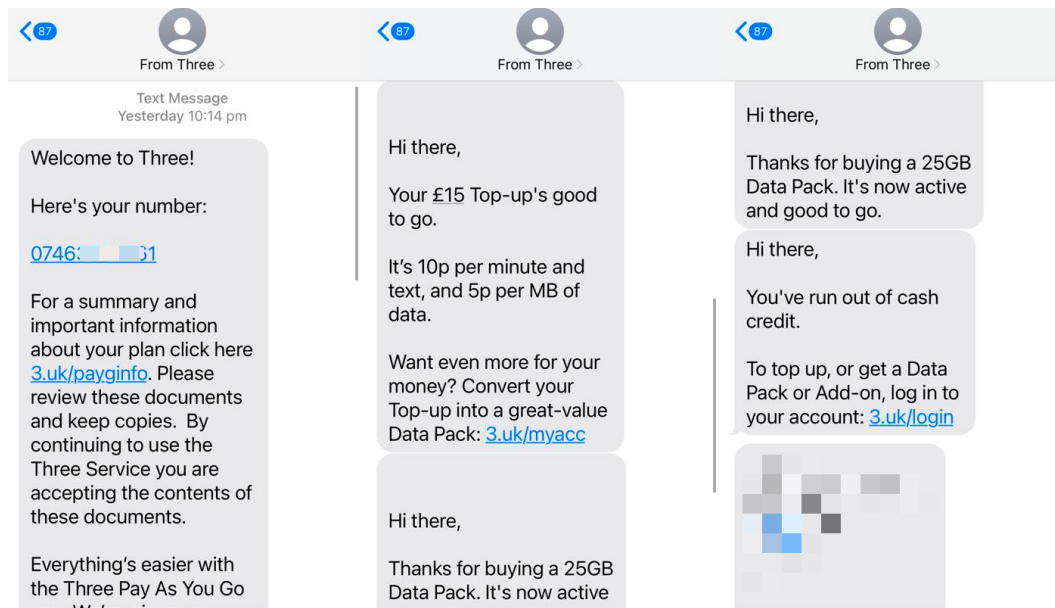 87
From Three >
Text Message
Yesterday 10:14 pm
Welcome to Three!
Here's your number:
0746 61
For a summary and
important information
about your plan click here
3.uk/payginfo. Please
review these documents
and keep copies. By
continuing to use the
Three Service you are
accepting the contents of
these documents.
Everything’s easier with
the Three Pay As You Go
87
From Three >
Hi there,
Your £15 Top-up's good
to go.
It’s 10p per minute and
text, and 5p per MB of
data.
Want even more for your
money? Convert your
Top-up into a great-value
Data Pack: 3.uk/myacc
Hi there,
Thanks for buying a 25GB
Data Pack. It's now active
87
From Three >
Hi there,
Thanks for buying a 25GB
Data Pack. It's now active
and good to go.
Hi there,
You've run out of cash
credit.
To top up, or get a Data
Pack or Add-on, log in to
your account: 3.uk/login